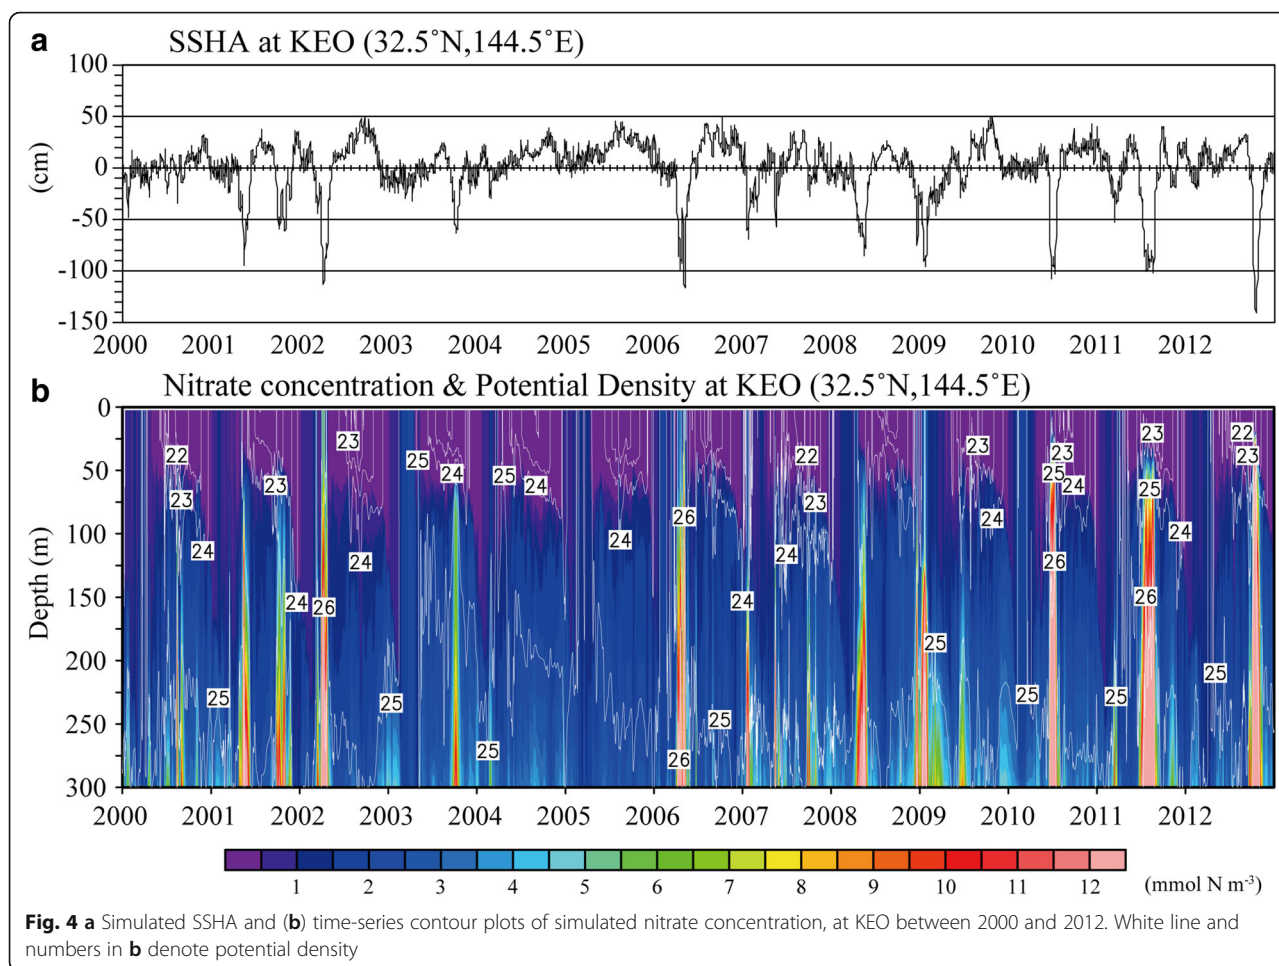 a
SSHA at KEO (32.5˚N,144.5˚E)
100
50
0
-50
-100
-150
(cm)
2000 2001 2002 2003 2004 2005 2006 2007 2008 2009 2010 2011 2012
b
Nitrate concentration & Potential Density at KEO (32.5˚N,144.5˚E)
0
50
100
150
200
250
300
Depth (m)
22 23 24 25 23 24 26 25 23 24 25 24 25 25 24 25 24 26 26 25 24 24 22 23 25 23 24 25 23 25 24 26 25 23 25 26 24 25 22 23
2000 2001 2002 2003 2004 2005 2006 2007 2008 2009 2010 2011 2012
1 2 3 4 5 6 7 8 9 10 11 12 (mmol N m-3)
Fig. 4 a Simulated SSHA and (b) time-series contour plots of simulated nitrate concentration, at KEO between 2000 and 2012. White line and
numbers in b denote potential density